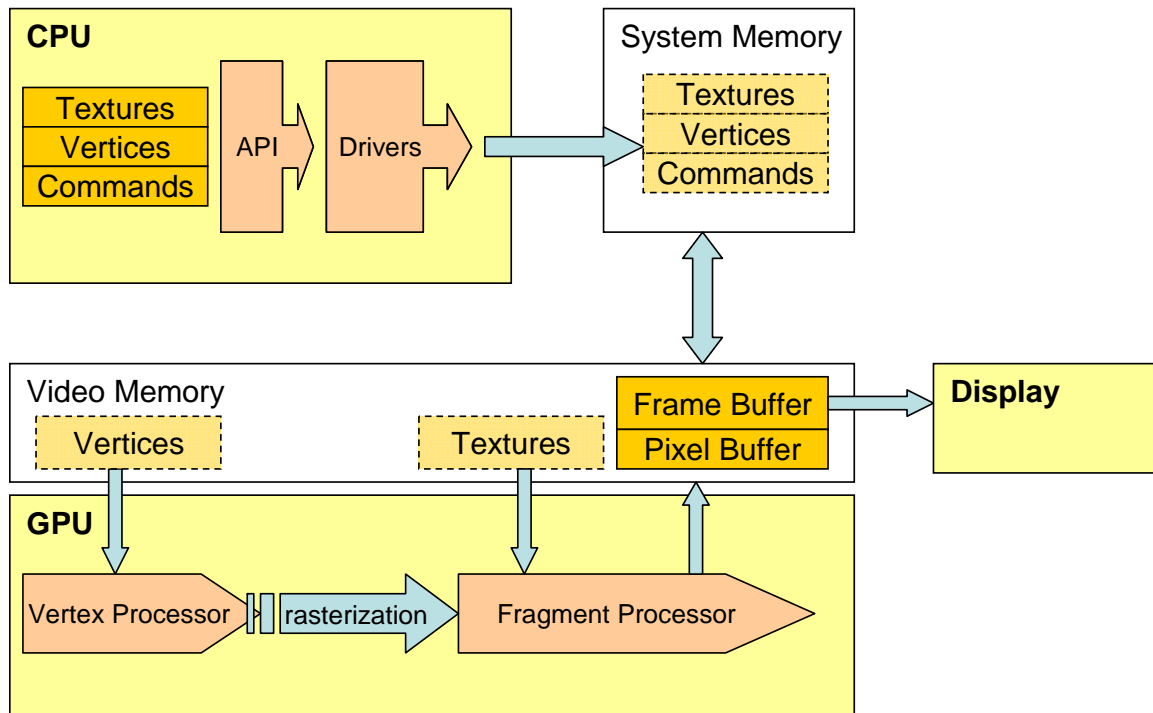 CPU
Textures
Vertices
Commands
API
Drivers
System Memory
Textures
Vertices
Commands
Video Memory
Vertices
Textures
Frame Buffer
Pixel Buffer
Display
GPU
Vertex Processor
rasterization
Fragment Processor